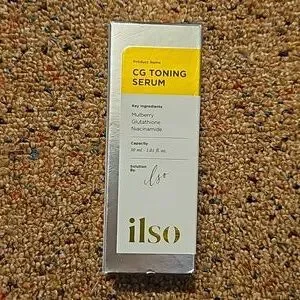 Product Name
CG TONING
SERUM
Key Ingredients
Mulberry
Glutathione
Niacinamide
Capacity
30 ml - 1.01 fl. oz.
Solution
By.
ilso
ilso